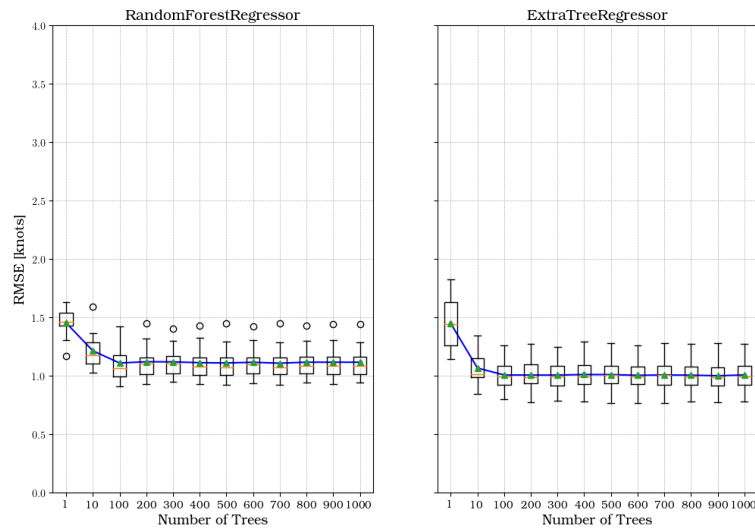 RandomForestRegressor
ExtraTreeRegressor
4.0
3.5
3.0
2.5
2.0
1.5
1.0
0.5
0.0
RMSE [knots]
1 10 100 200 300 400 500 600 700 800 900 1000
1 10 100 200 300 400 500 600 700 800 900 1000
Number of Trees
Number of Trees